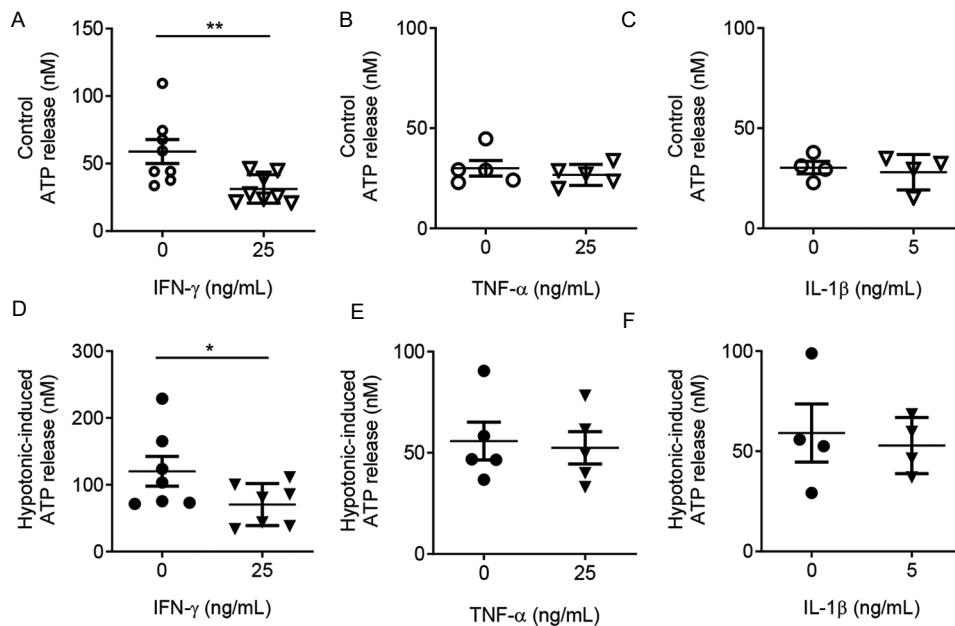 A
Control
ATP release (nM)
150
100
50
0
**
0
25
IFN-γ (ng/mL)
B
Control
ATP release (nM)
100
50
0
0
25
TNF-α (ng/mL)
C
Control
ATP release (nM)
100
50
0
0
5
IL-1β (ng/mL)
D
Hypotonic-induced
ATP release (nM)
300
200
100
0
*
0
25
IFN-γ (ng/mL)
E
Hypotonic-induced
ATP release (nM)
100
50
0
0
25
TNF-α (ng/mL)
F
Hypotonic-induced
ATP release (nM)
100
50
0
0
5
IL-1β (ng/mL)